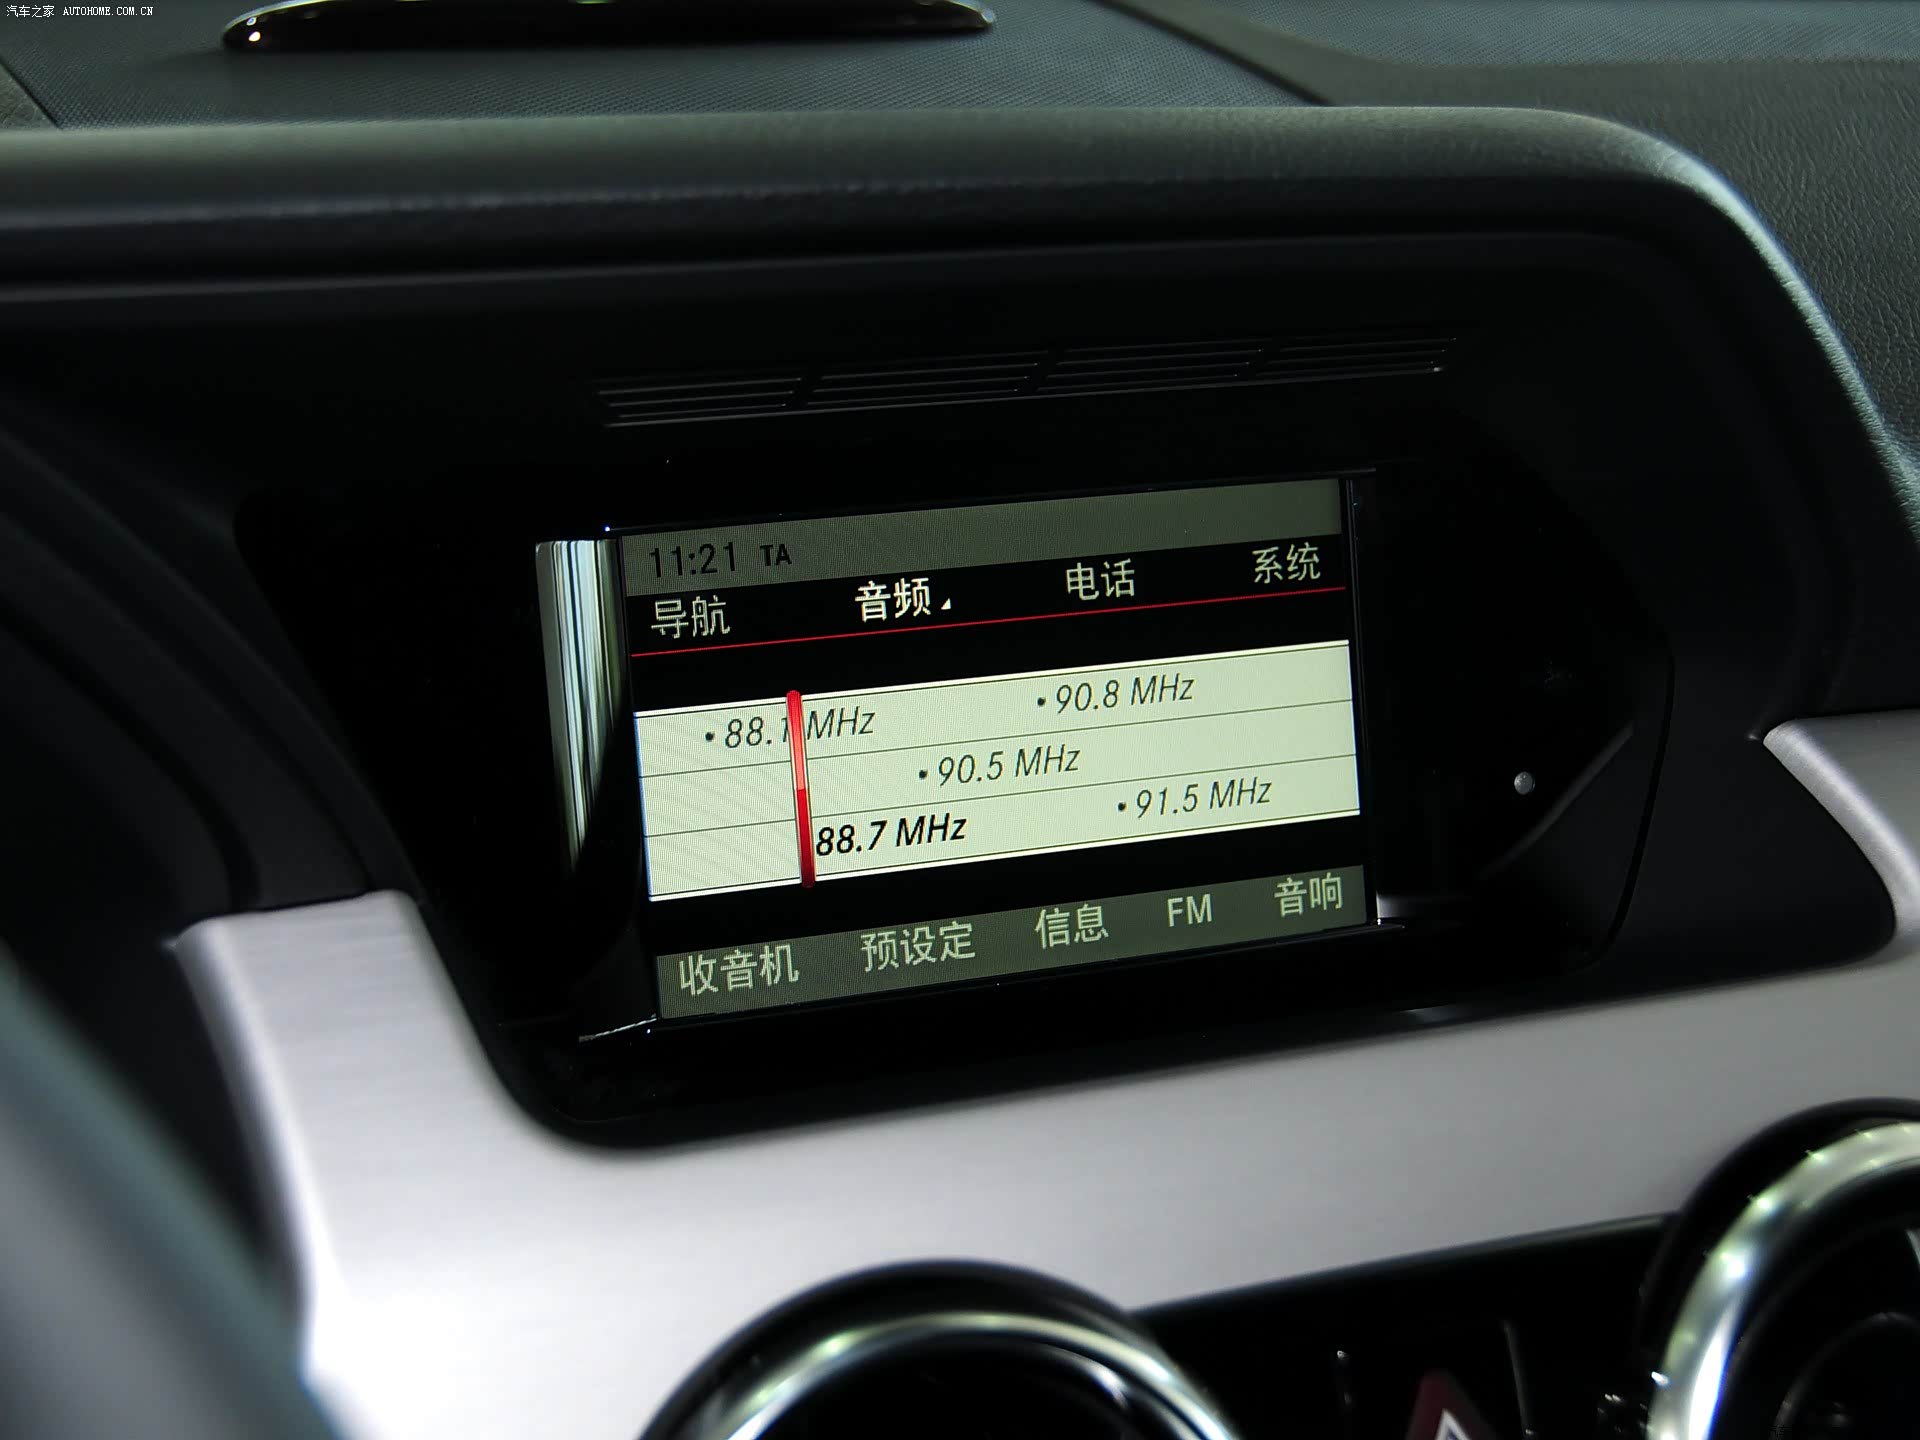 汽车之家 AUTOHOME.COM.CN
11:21 TA
导航 音频 电话 系统
90.8 MHz
88.1 MHz
90.5 MHz
91.5 MHz
88.7 MHz
收音机 预设定 信息 FM 音响